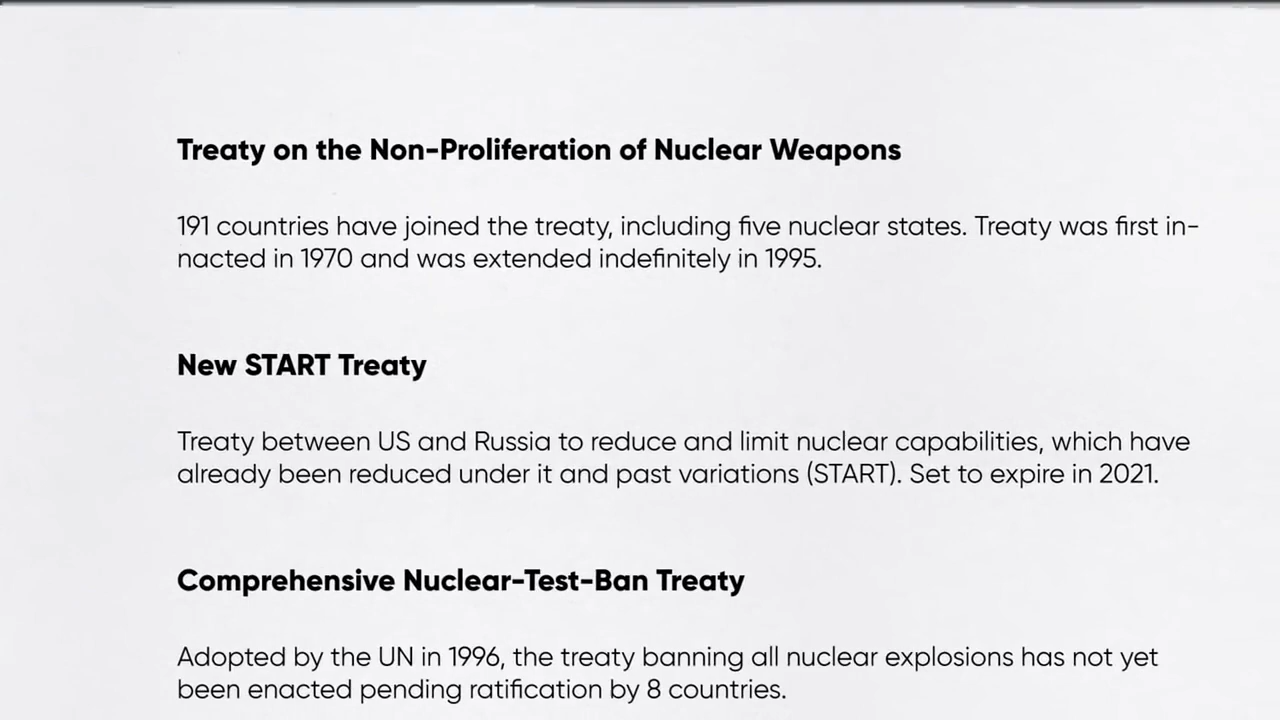 Treaty on the Non-Proliferation of Nuclear Weapons
191 countries have joined the treaty, including five nuclear states. Treaty was first in-
nacted in 1970 and was extended indefinitely in 1995.
New START Treaty
Treaty between US and Russia to reduce and limit nuclear capabilities, which have
already been reduced under it and past variations (START). Set to expire in 2021.
Comprehensive Nuclear-Test-Ban Treaty
Adopted by the UN in 1996, the treaty banning all nuclear explosions has not yet
been enacted pending ratification by 8 countries.